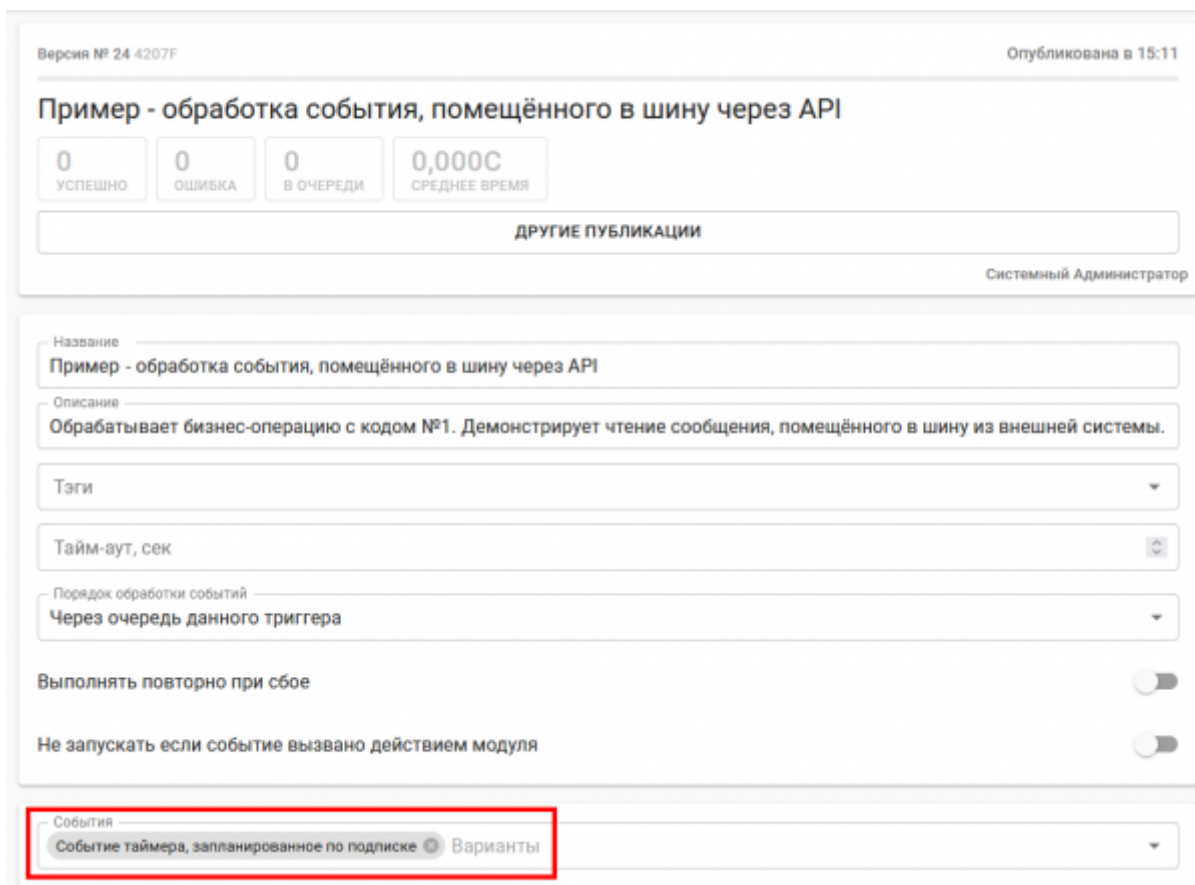 Версия № 24 4207F
Опубликована в 15:11
Пример - обработка события, помещённого в шину через API
0
УСПЕШНО
0
ОШИБКА
0
В ОЧЕРЕДИ
0,000С
СРЕДНЕЕ ВРЕМЯ
ДРУГИЕ ПУБЛИКАЦИИ
Системный Администратор
Название
Пример - обработка события, помещённого в шину через API
Описание
Обрабатывает бизнес-операцию с кодом №1. Демонстрирует чтение сообщения, помещённого в шину из внешней системы.
Тэги
Тайм-аут, сек
Порядок обработки событий
Через очередь данного триггера
Выполнять повторно при сбое
Не запускать если событие вызвано действием модуля
События
Событие таймера, запланированное по подписке Варианты